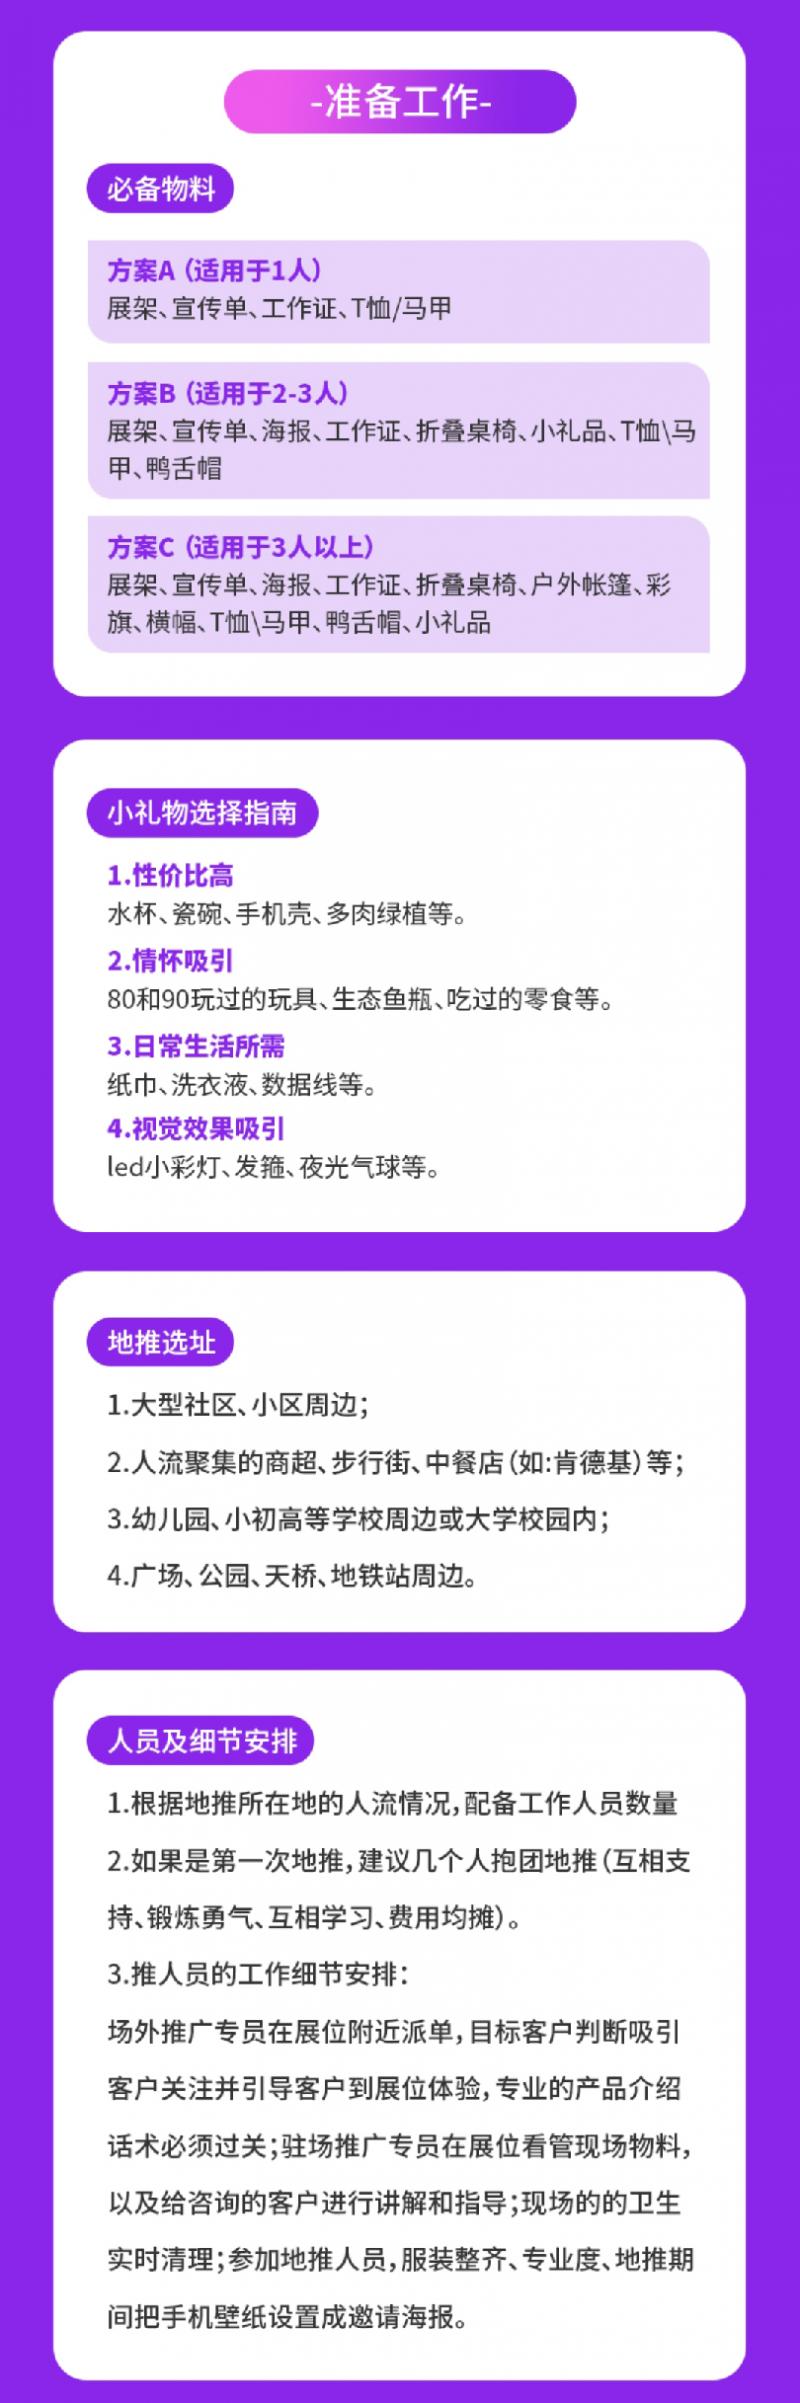 -准备工作-
必备物料
方案A（适用于1人）
展架、宣传单、工作证、T恤/马甲
方案B（适用于2-3人）
展架、宣传单、海报、工作证、折叠桌椅、小礼品、T恤\马
甲、鸭舌帽
方案C（适用于3人以上）
展架、宣传单、海报、工作证、折叠桌椅、户外帐篷、彩
旗、横幅、T恤\马甲、鸭舌帽、小礼品
小礼物选择指南
1.性价比高
水杯、瓷碗、手机壳、多肉绿植等。
2.情怀吸引
80和90玩过的玩具、生态鱼瓶、吃过的零食等。
3.日常生活所需
纸巾、洗衣液、数据线等。
4.视觉效果吸引
led小彩灯、发箍、夜光气球等。
地推选址
1.大型社区、小区周边；
2.人流聚集的商超、步行街、中餐店（如:肯德基）等；
3.幼儿园、小初高等学校周边或大学校园内；
4.广场、公园、天桥、地铁站周边。
人员及细节安排
1.根据地推所在地的人流情况，配备工作人员数量
2.如果是第一次地推，建议几个人抱团地推（互相支
持、锻炼勇气、互相学习、费用均摊）。
3.推人员的工作细节安排：
场外推广专员在展位附近派单，目标客户判断吸引
客户关注并引导客户到展位体验，专业的产品介绍
话术必须过关；驻场推广专员在展位看管现场物料，
以及给咨询的客户进行讲解和指导；现场的的卫生
实时清理；参加地推人员，服装整齐、专业度、地推期
间把手机壁纸设置成邀请海报。